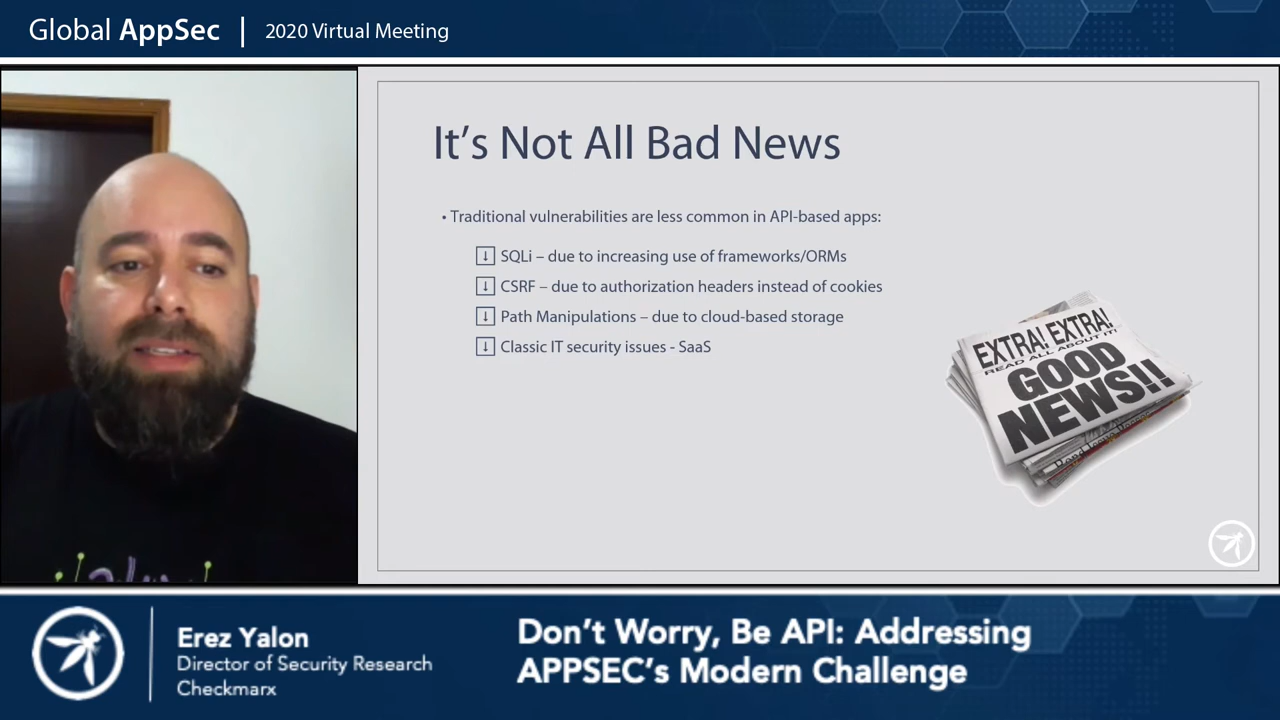 Global AppSec | 2020 Virtual Meeting
It's Not All Bad News
• Traditional vulnerabilities are less common in API-based apps:
↓ SQLi – due to increasing use of frameworks/ORMs
↓ CSRF – due to authorization headers instead of cookies
↓ Path Manipulations – due to cloud-based storage
↓ Classic IT security issues - SaaS
EXTRA! EXTRA!
READ ALL ABOUT IT!
GOOD
NEWS!!
Erez Yalon
Director of Security Research
Checkmarx
Don't Worry, Be API: Addressing
APPSEC's Modern Challenge